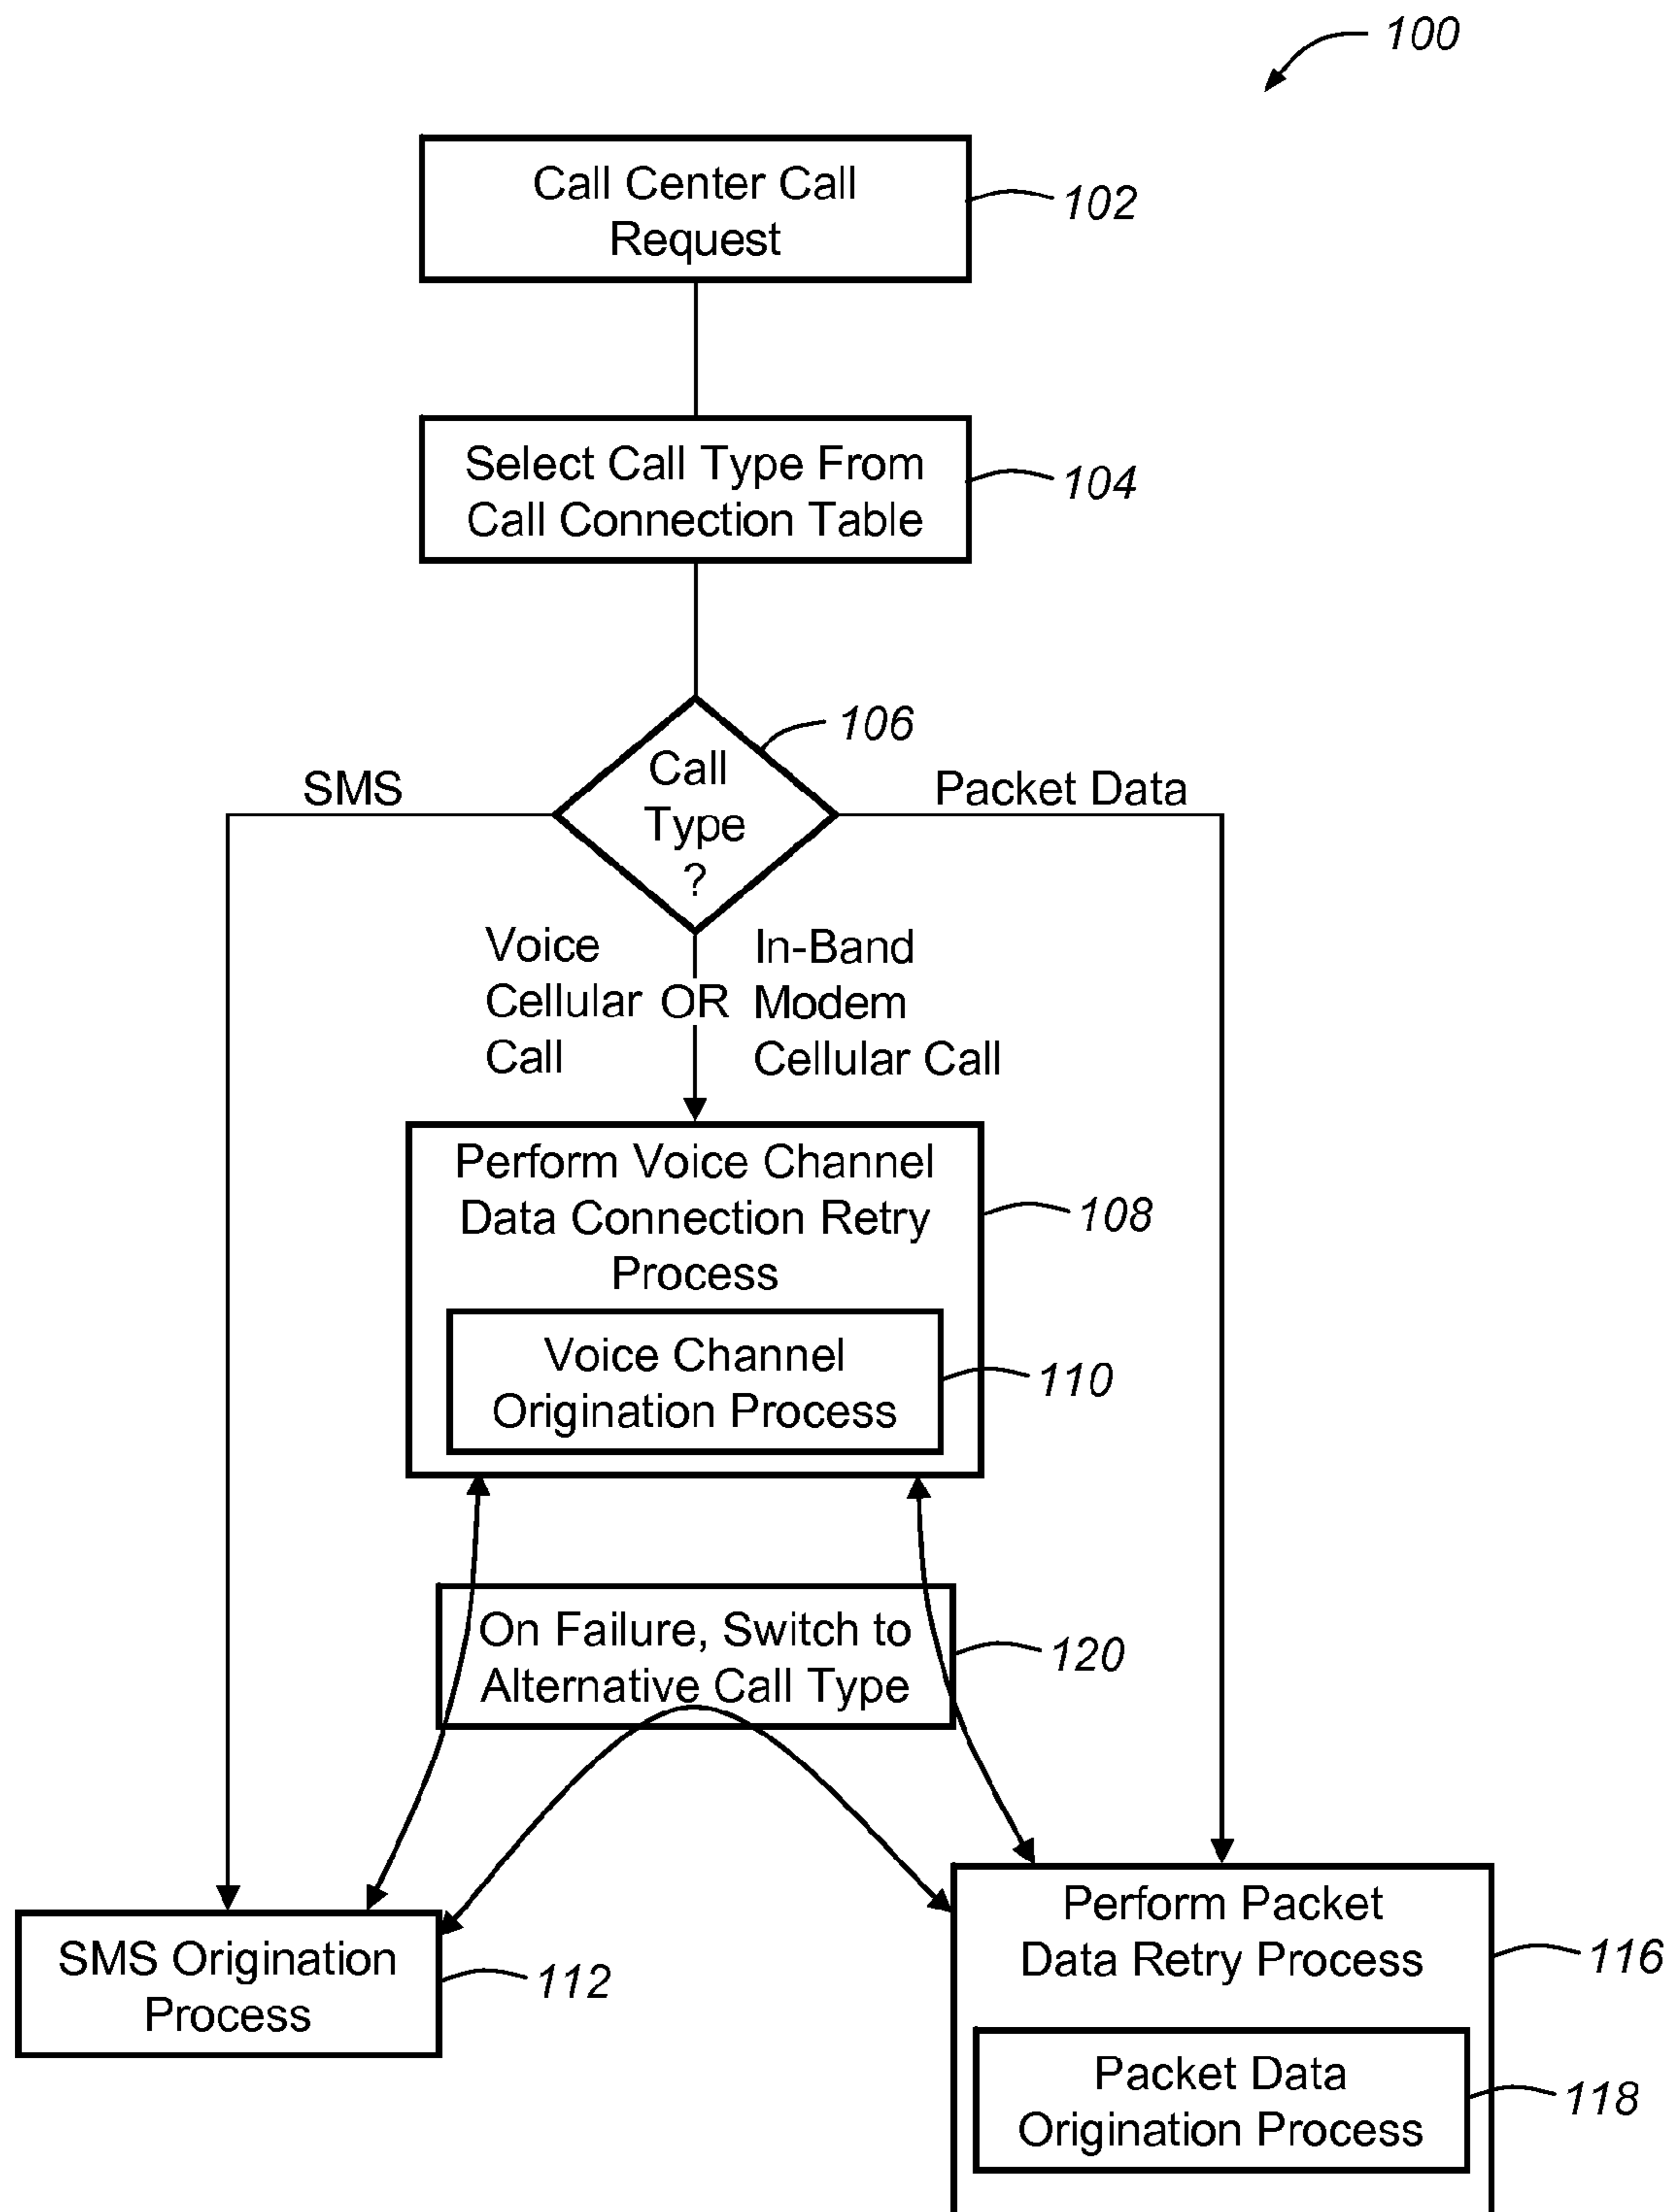 100
Call Center Call
Request
102
Select Call Type From
Call Connection Table
104
106
Call
Type
?
SMS
Packet Data
Voice
Cellular
Call
OR
In-Band
Modem
Cellular Call
Perform Voice Channel
Data Connection Retry
Process
108
Voice Channel
Origination Process
110
On Failure, Switch to
Alternative Call Type
120
SMS Origination
Process
112
Perform Packet
Data Retry Process
116
Packet Data
Origination Process
118